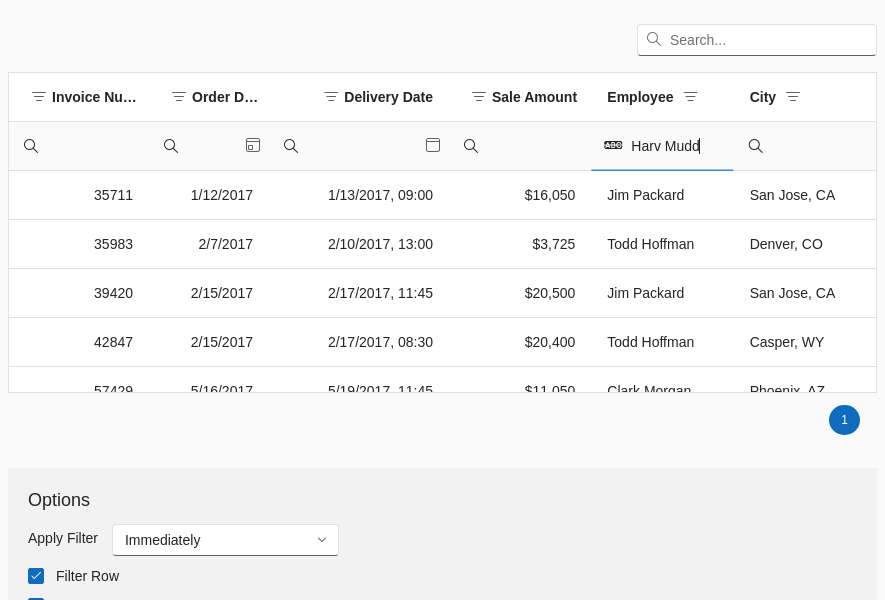 Search...
Invoice Nu... Order D... Delivery Date Sale Amount Employee City
Harv Mudd
35711 1/12/2017 1/13/2017, 09:00 $16,050 Jim Packard San Jose, CA
35983 2/7/2017 2/10/2017, 13:00 $3,725 Todd Hoffman Denver, CO
39420 2/15/2017 2/17/2017, 11:45 $20,500 Jim Packard San Jose, CA
42847 2/15/2017 2/17/2017, 08:30 $20,400 Todd Hoffman Casper, WY
57429 5/16/2017 5/19/2017, 11:45 $11,050 Clark Morgan Phoenix, AZ
1
Options
Apply Filter Immediately
Filter Row